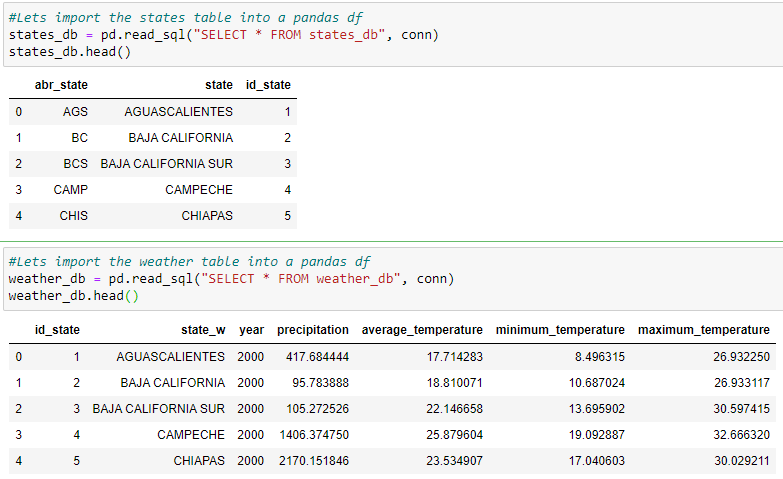 #Lets import the states table into a pandas df
states_db = pd.read_sql("SELECT * FROM states_db", conn)
states_db.head()
abr_state state id_state
0 AGS AGUASCALIENTES 1
1 BC BAJA CALIFORNIA 2
2 BCS BAJA CALIFORNIA SUR 3
3 CAMP CAMPECHE 4
4 CHIS CHIAPAS 5
#Lets import the weather table into a pandas df
weather_db = pd.read_sql("SELECT * FROM weather_db", conn)
weather_db.head()
id_state state_w year precipitation average_temperature minimum_temperature maximum_temperature
0 1 AGUASCALIENTES 2000 417.684444 17.714283 8.496315 26.932250
1 2 BAJA CALIFORNIA 2000 95.783888 18.810071 10.687024 26.933117
2 3 BAJA CALIFORNIA SUR 2000 105.272526 22.146658 13.695902 30.597415
3 4 CAMPECHE 2000 1406.374750 25.879604 19.092887 32.666320
4 5 CHIAPAS 2000 2170.151846 23.534907 17.040603 30.029211